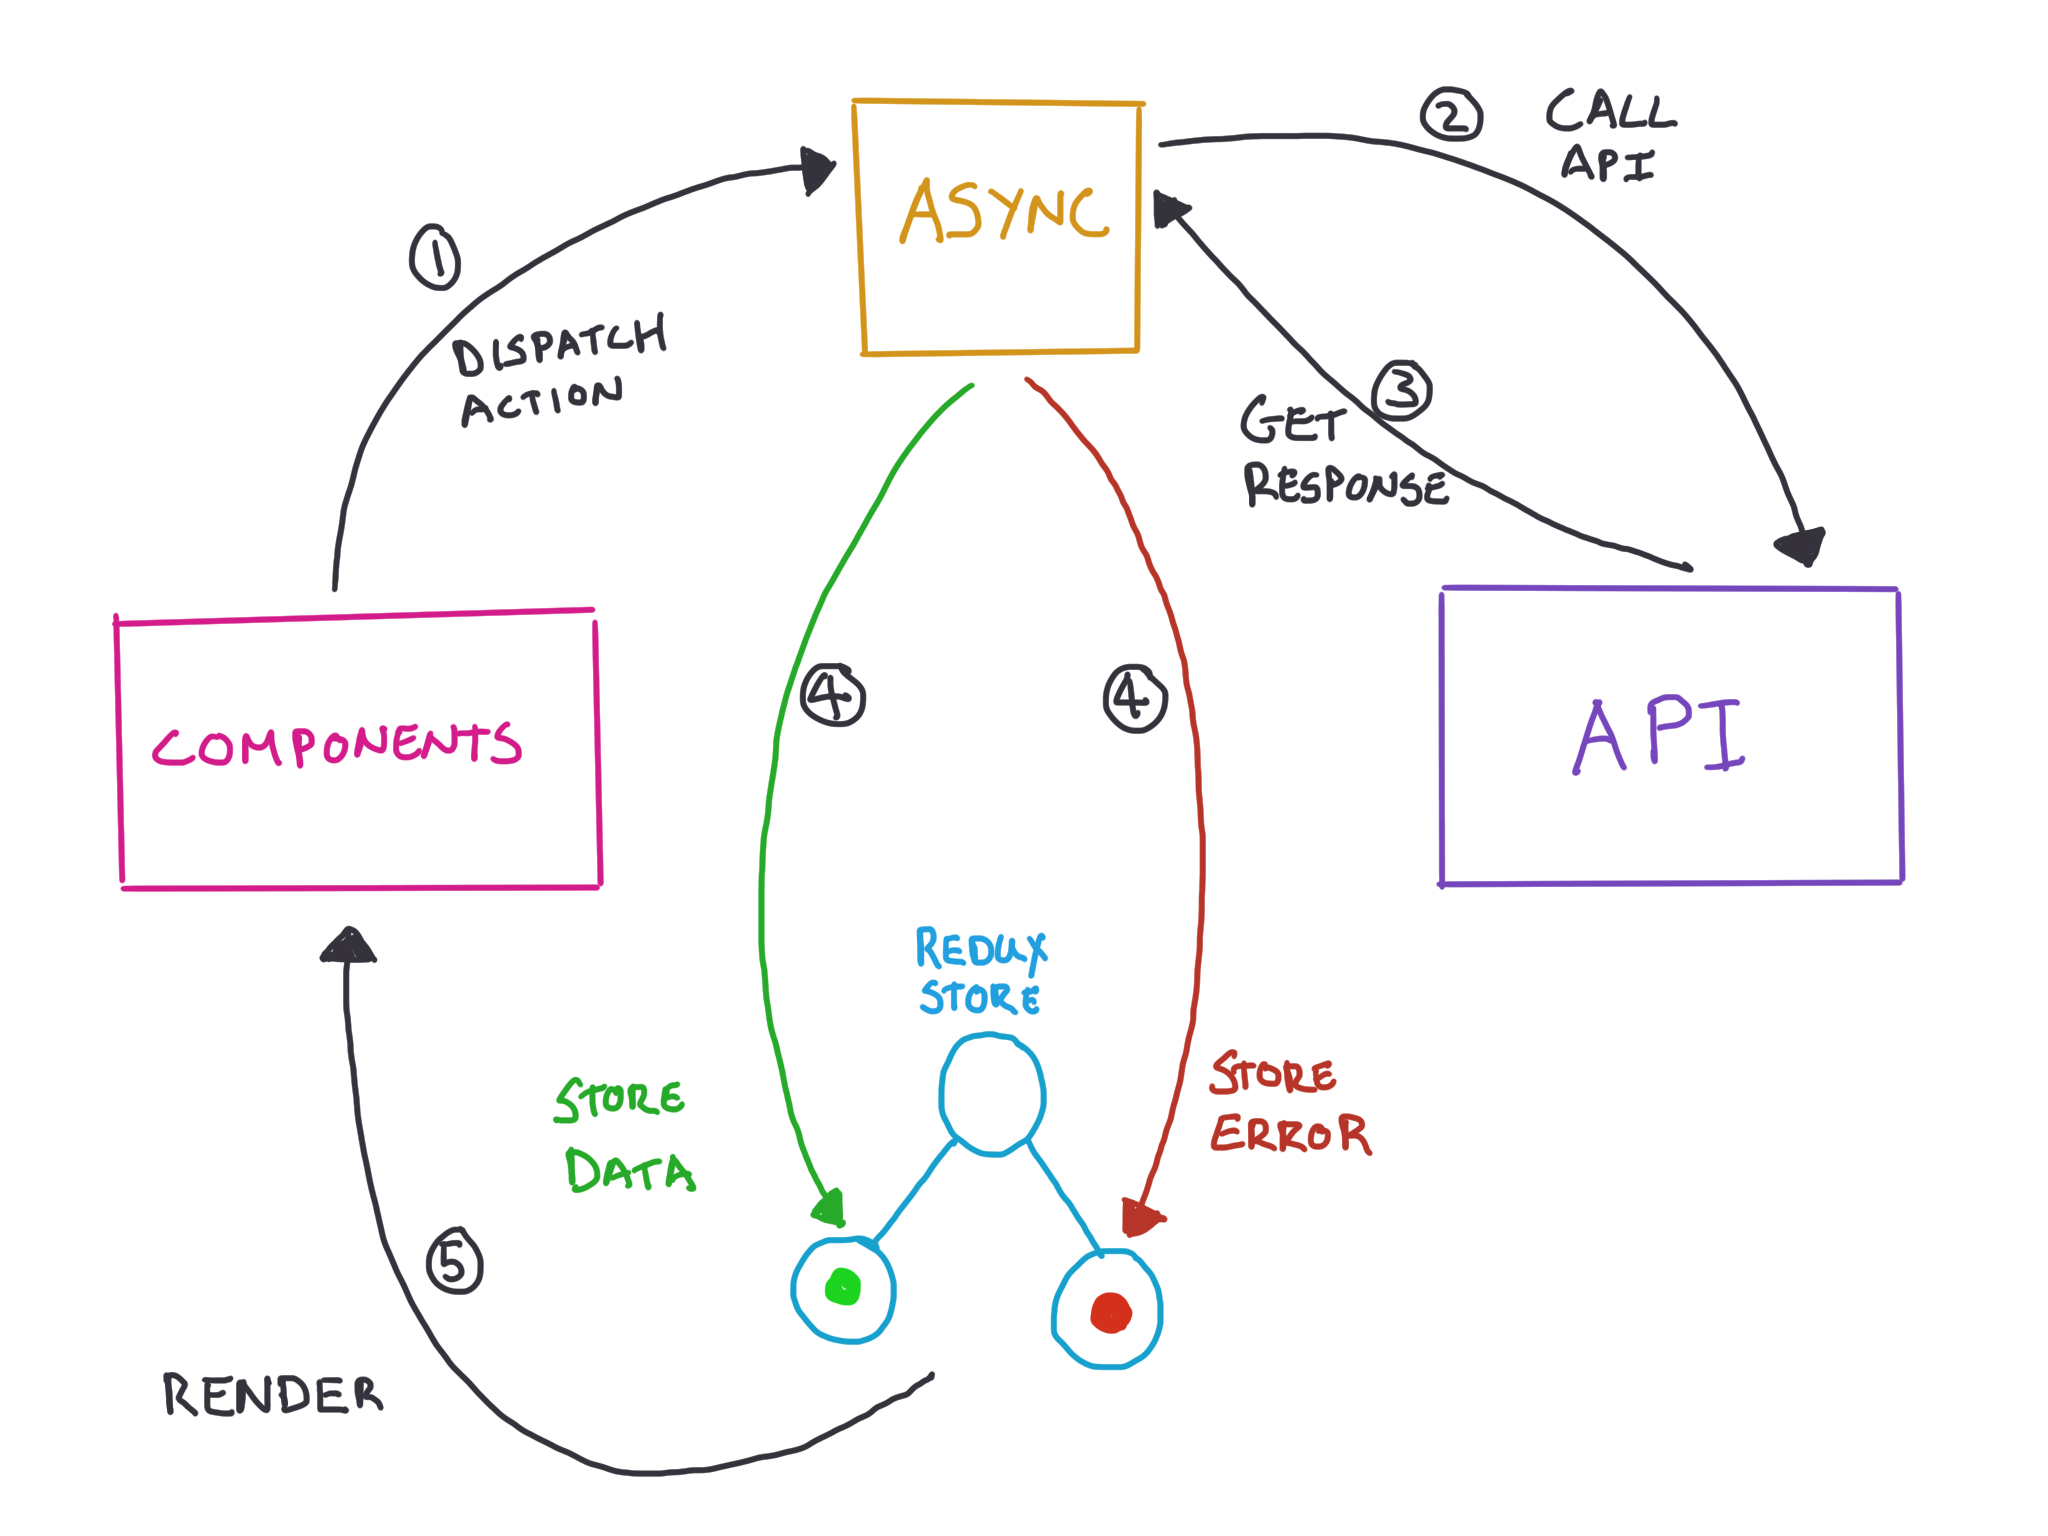 ②
CALL
API
ASYNC
①
DISPATCH
ACTION
③
GET
RESPONSE
COMPONENTS
④
④
API
REDUX
STORE
STORE
DATA
STORE
ERROR
⑤
RENDER